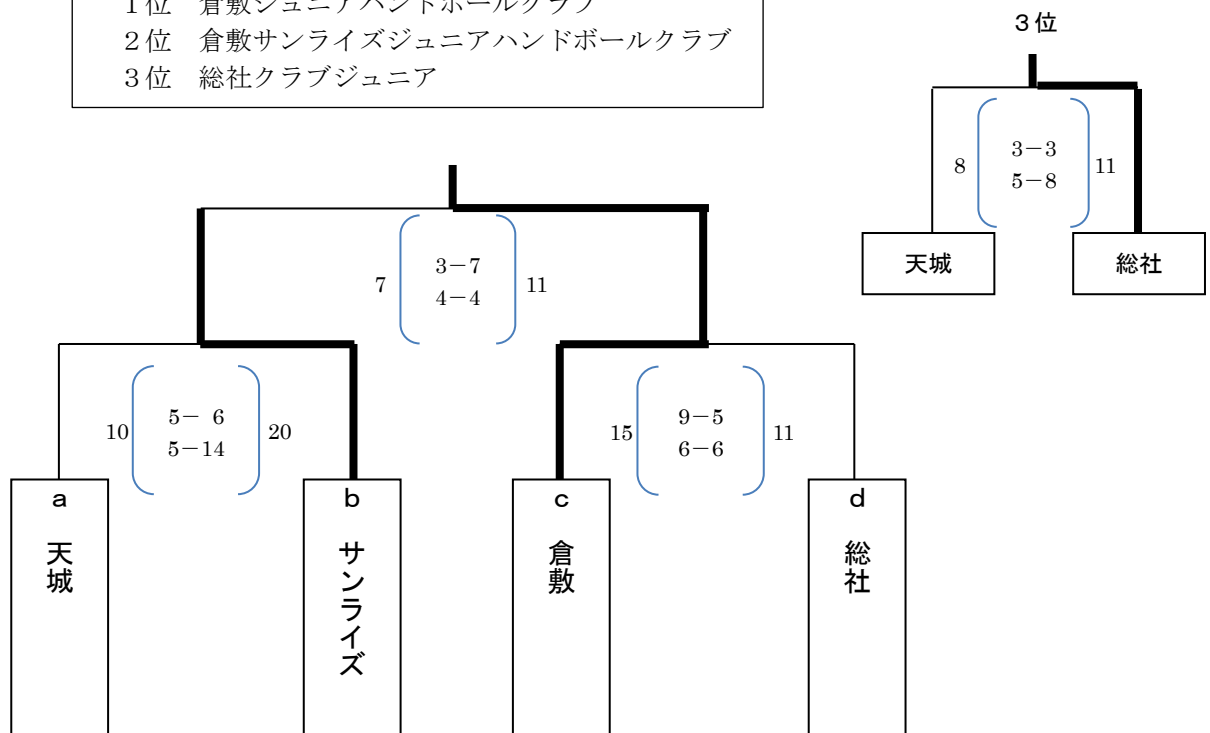 １位　倉敷ジュニアハンドボールクラブ
２位　倉敷サンライズジュニアハンドボールクラブ
３位　総社クラブジュニア
３位
8
3－3
5－8
11
天城
総社
7
3－7
4－4
11
10
5－ 6
5－14
20
15
9－5
6－6
11
a
天城
b
サンライズ
c
倉敷
d
総社